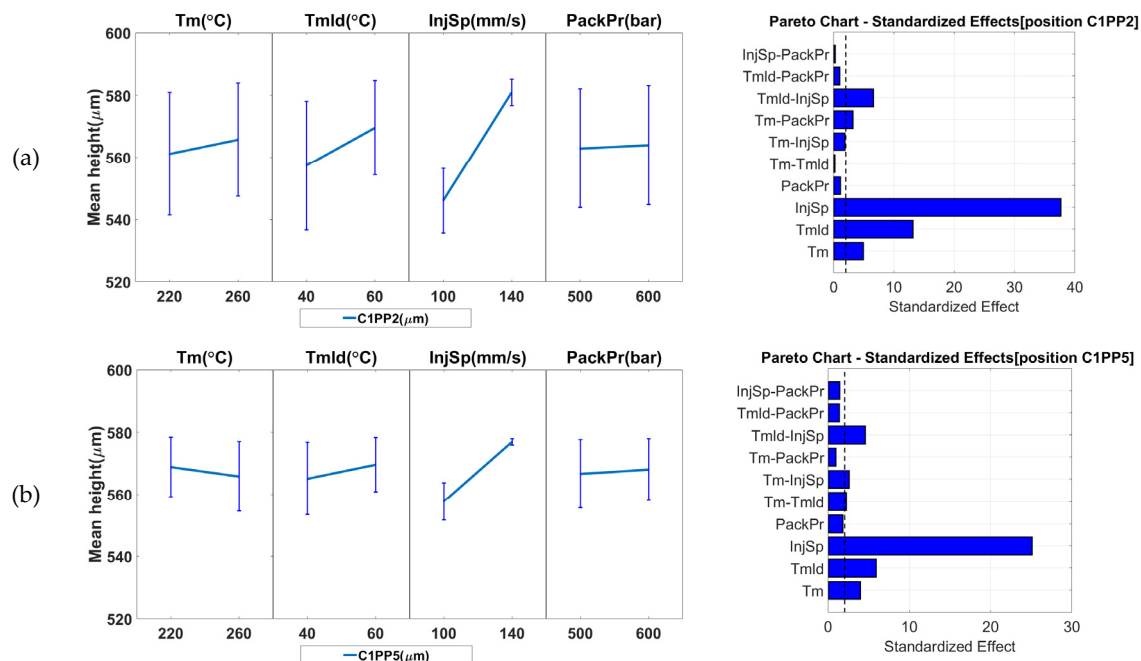 Tm(°C) Tmld(°C) InjSp(mm/s) PackPr(bar)
Mean height(μm)
600
580
560
540
520
220 260 40 60 100 140 500 600
C1PP2(μm)
(a)
Pareto Chart - Standardized Effects[position C1PP2]
InjSp-PackPr
Tmld-PackPr
Tmld-InjSp
Tm-PackPr
Tm-InjSp
Tm-Tmld
PackPr
InjSp
Tmld
Tm
0 10 20 30 40
Standardized Effect
Tm(°C) Tmld(°C) InjSp(mm/s) PackPr(bar)
Mean height(μm)
600
580
560
540
520
220 260 40 60 100 140 500 600
C1PP5(μm)
(b)
Pareto Chart - Standardized Effects[position C1PP5]
InjSp-PackPr
Tmld-PackPr
Tmld-InjSp
Tm-PackPr
Tm-InjSp
Tm-Tmld
PackPr
InjSp
Tmld
Tm
0 10 20 30
Standardized Effect